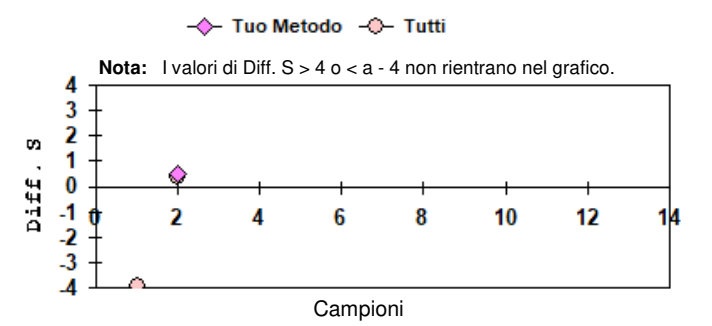 Tuo Metodo Tutti
Nota: I valori di Diff. S > 4 o < a - 4 non rientrano nel grafico.
4
3
2
1
0
-1
-2
-3
-4
Diff. S
0 2 4 6 8 10 12 14
Campioni